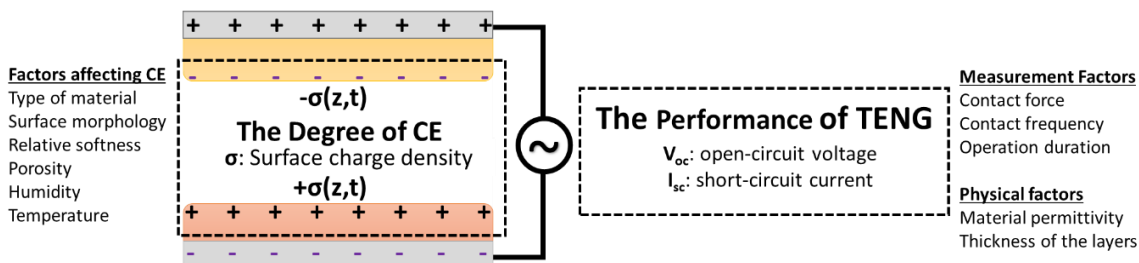 + + + + + + + +
- - - - - - - -
Factors affecting CE
Type of material
Surface morphology
Relative softness
Porosity
Humidity
Temperature
-σ(z,t)
The Degree of CE
σ: Surface charge density
+σ(z,t)
+ + + + + + + +
- - - - - - - -
~
The Performance of TENG
Voc: open-circuit voltage
Isc: short-circuit current
Measurement Factors
Contact force
Contact frequency
Operation duration
Physical factors
Material permittivity
Thickness of the layers